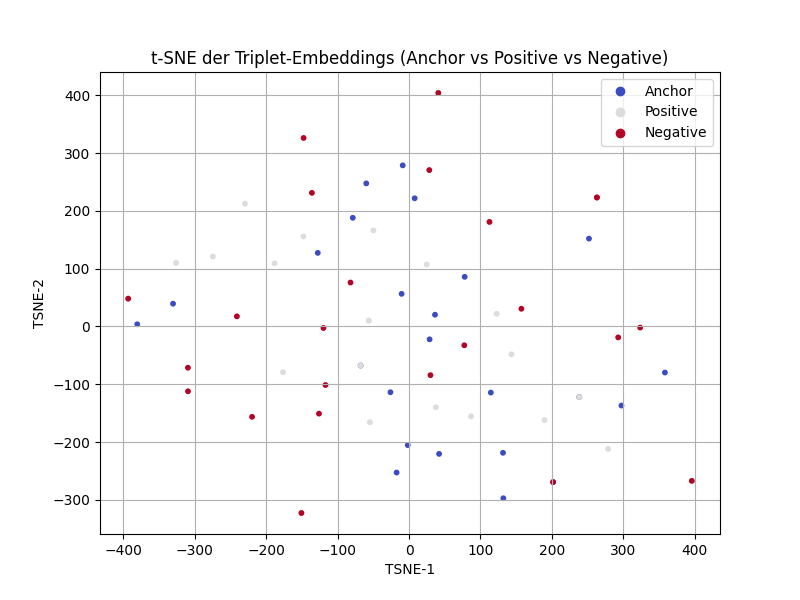 t-SNE der Triplet-Embeddings (Anchor vs Positive vs Negative)
Anchor
Positive
Negative
400
300
200
100
0
−100
−200
−300
TSNE-2
−400 −300 −200 −100 0 100 200 300 400
TSNE-1